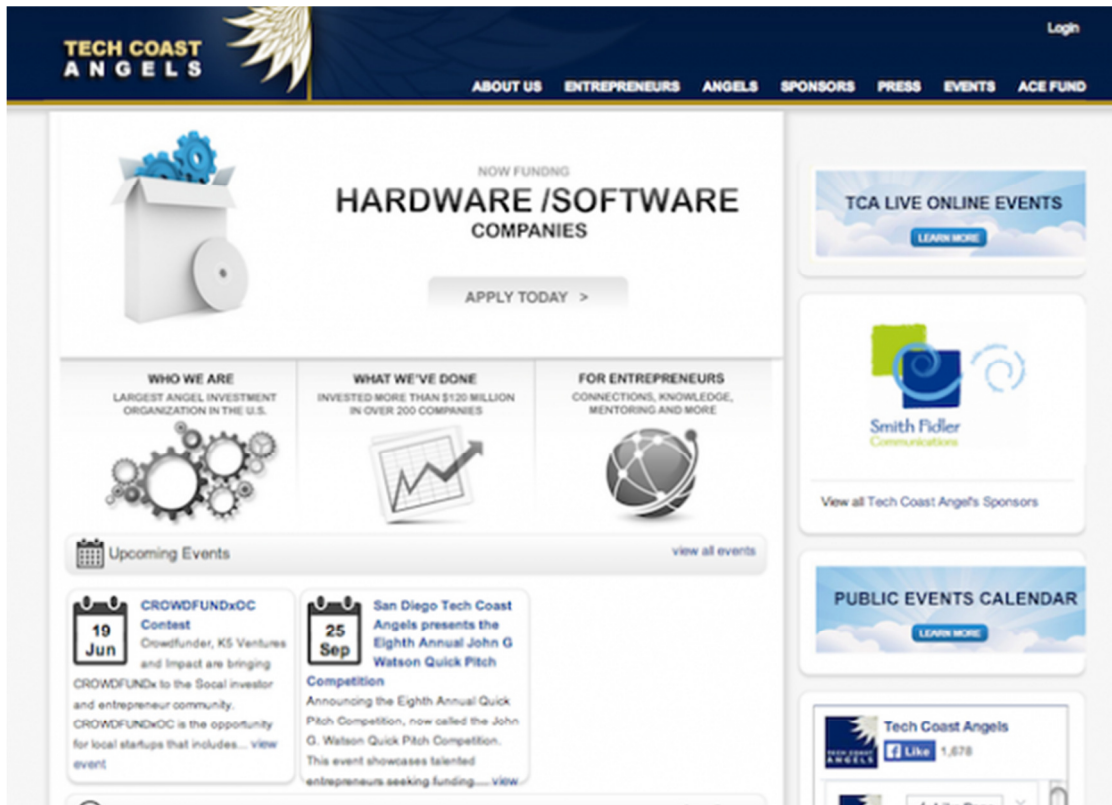 TECH COAST
ANGELS
Login
ABOUT US ENTREPRENEURS ANGELS SPONSORS PRESS EVENTS ACE FUND
NOW FUNDNG
HARDWARE /SOFTWARE
COMPANIES
APPLY TODAY >
WHO WE ARE
LARGEST ANGEL INVESTMENT
ORGANIZATION IN THE U.S.
WHAT WE'VE DONE
INVESTED MORE THAN $120 MILLION
IN OVER 200 COMPANIES
FOR ENTREPRENEURS
CONNECTIONS, KNOWLEDGE,
MENTORING AND MORE
Upcoming Events
view all events
19
Jun
CROWDFUNDxOC
Contest
Crowdfunder, K5 Ventures
and Impact are bringing
CROWDFUNDx to the Socal investor
and entrepreneur community.
CROWDFUNDxOC is the opportunity
for local startups that includes... view
event
25
Sep
San Diego Tech Coast
Angels presents the
Eighth Annual John G
Watson Quick Pitch
Competition
Announcing the Eighth Annual Quick
Pitch Competition, now called the John
G. Watson Quick Pitch Competition.
This event showcases talented
entrepreneurs seeking funding.... view
TCA LIVE ONLINE EVENTS
LEARN MORE
Smith Fidler
Communications
View all Tech Coast Angel's Sponsors
PUBLIC EVENTS CALENDAR
LEARN MORE
TECH COAST
ANGELS
Tech Coast Angels
Like 1,678